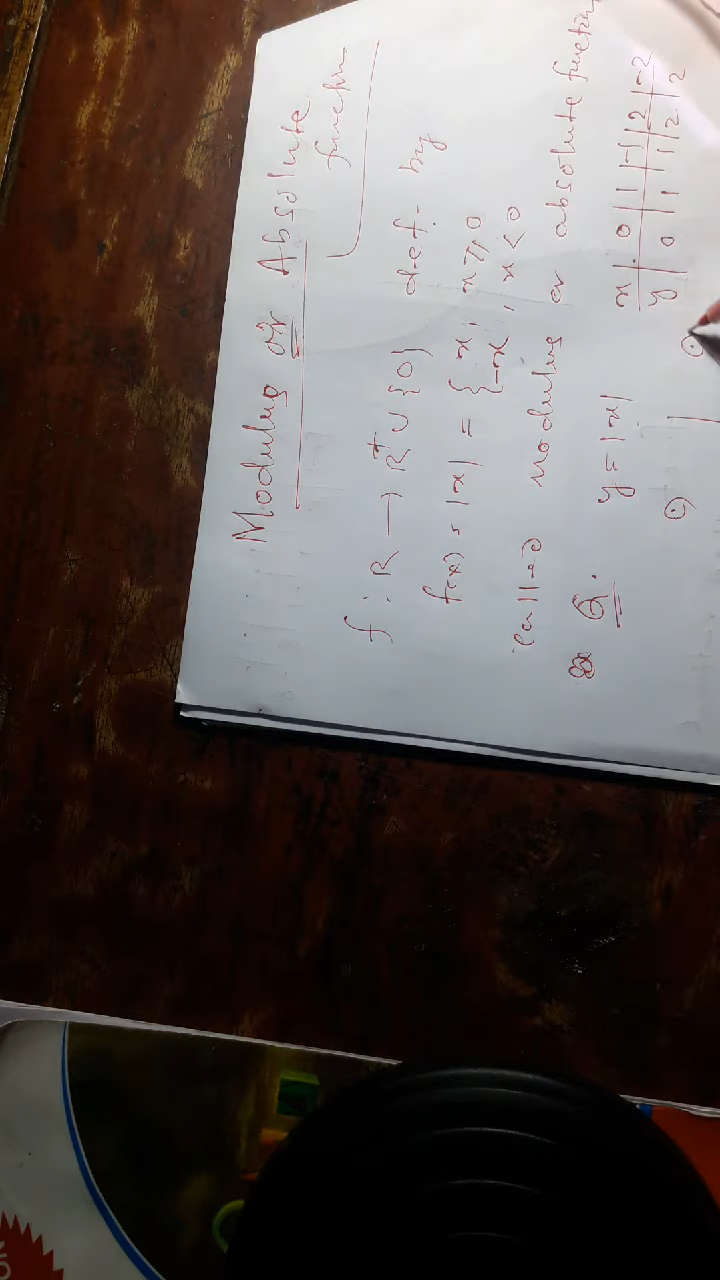 Modulus or Absolute
function
f : R → R⁺ ∪ {0} def. by
f(x) = |x| = { x, x ≥ 0
-x, x < 0
called modulus or absolute function
Q. y = |x|
x | 0 | 1 | -1 | 2 | -2
y | 0 | 1 | 1 | 2 | 2